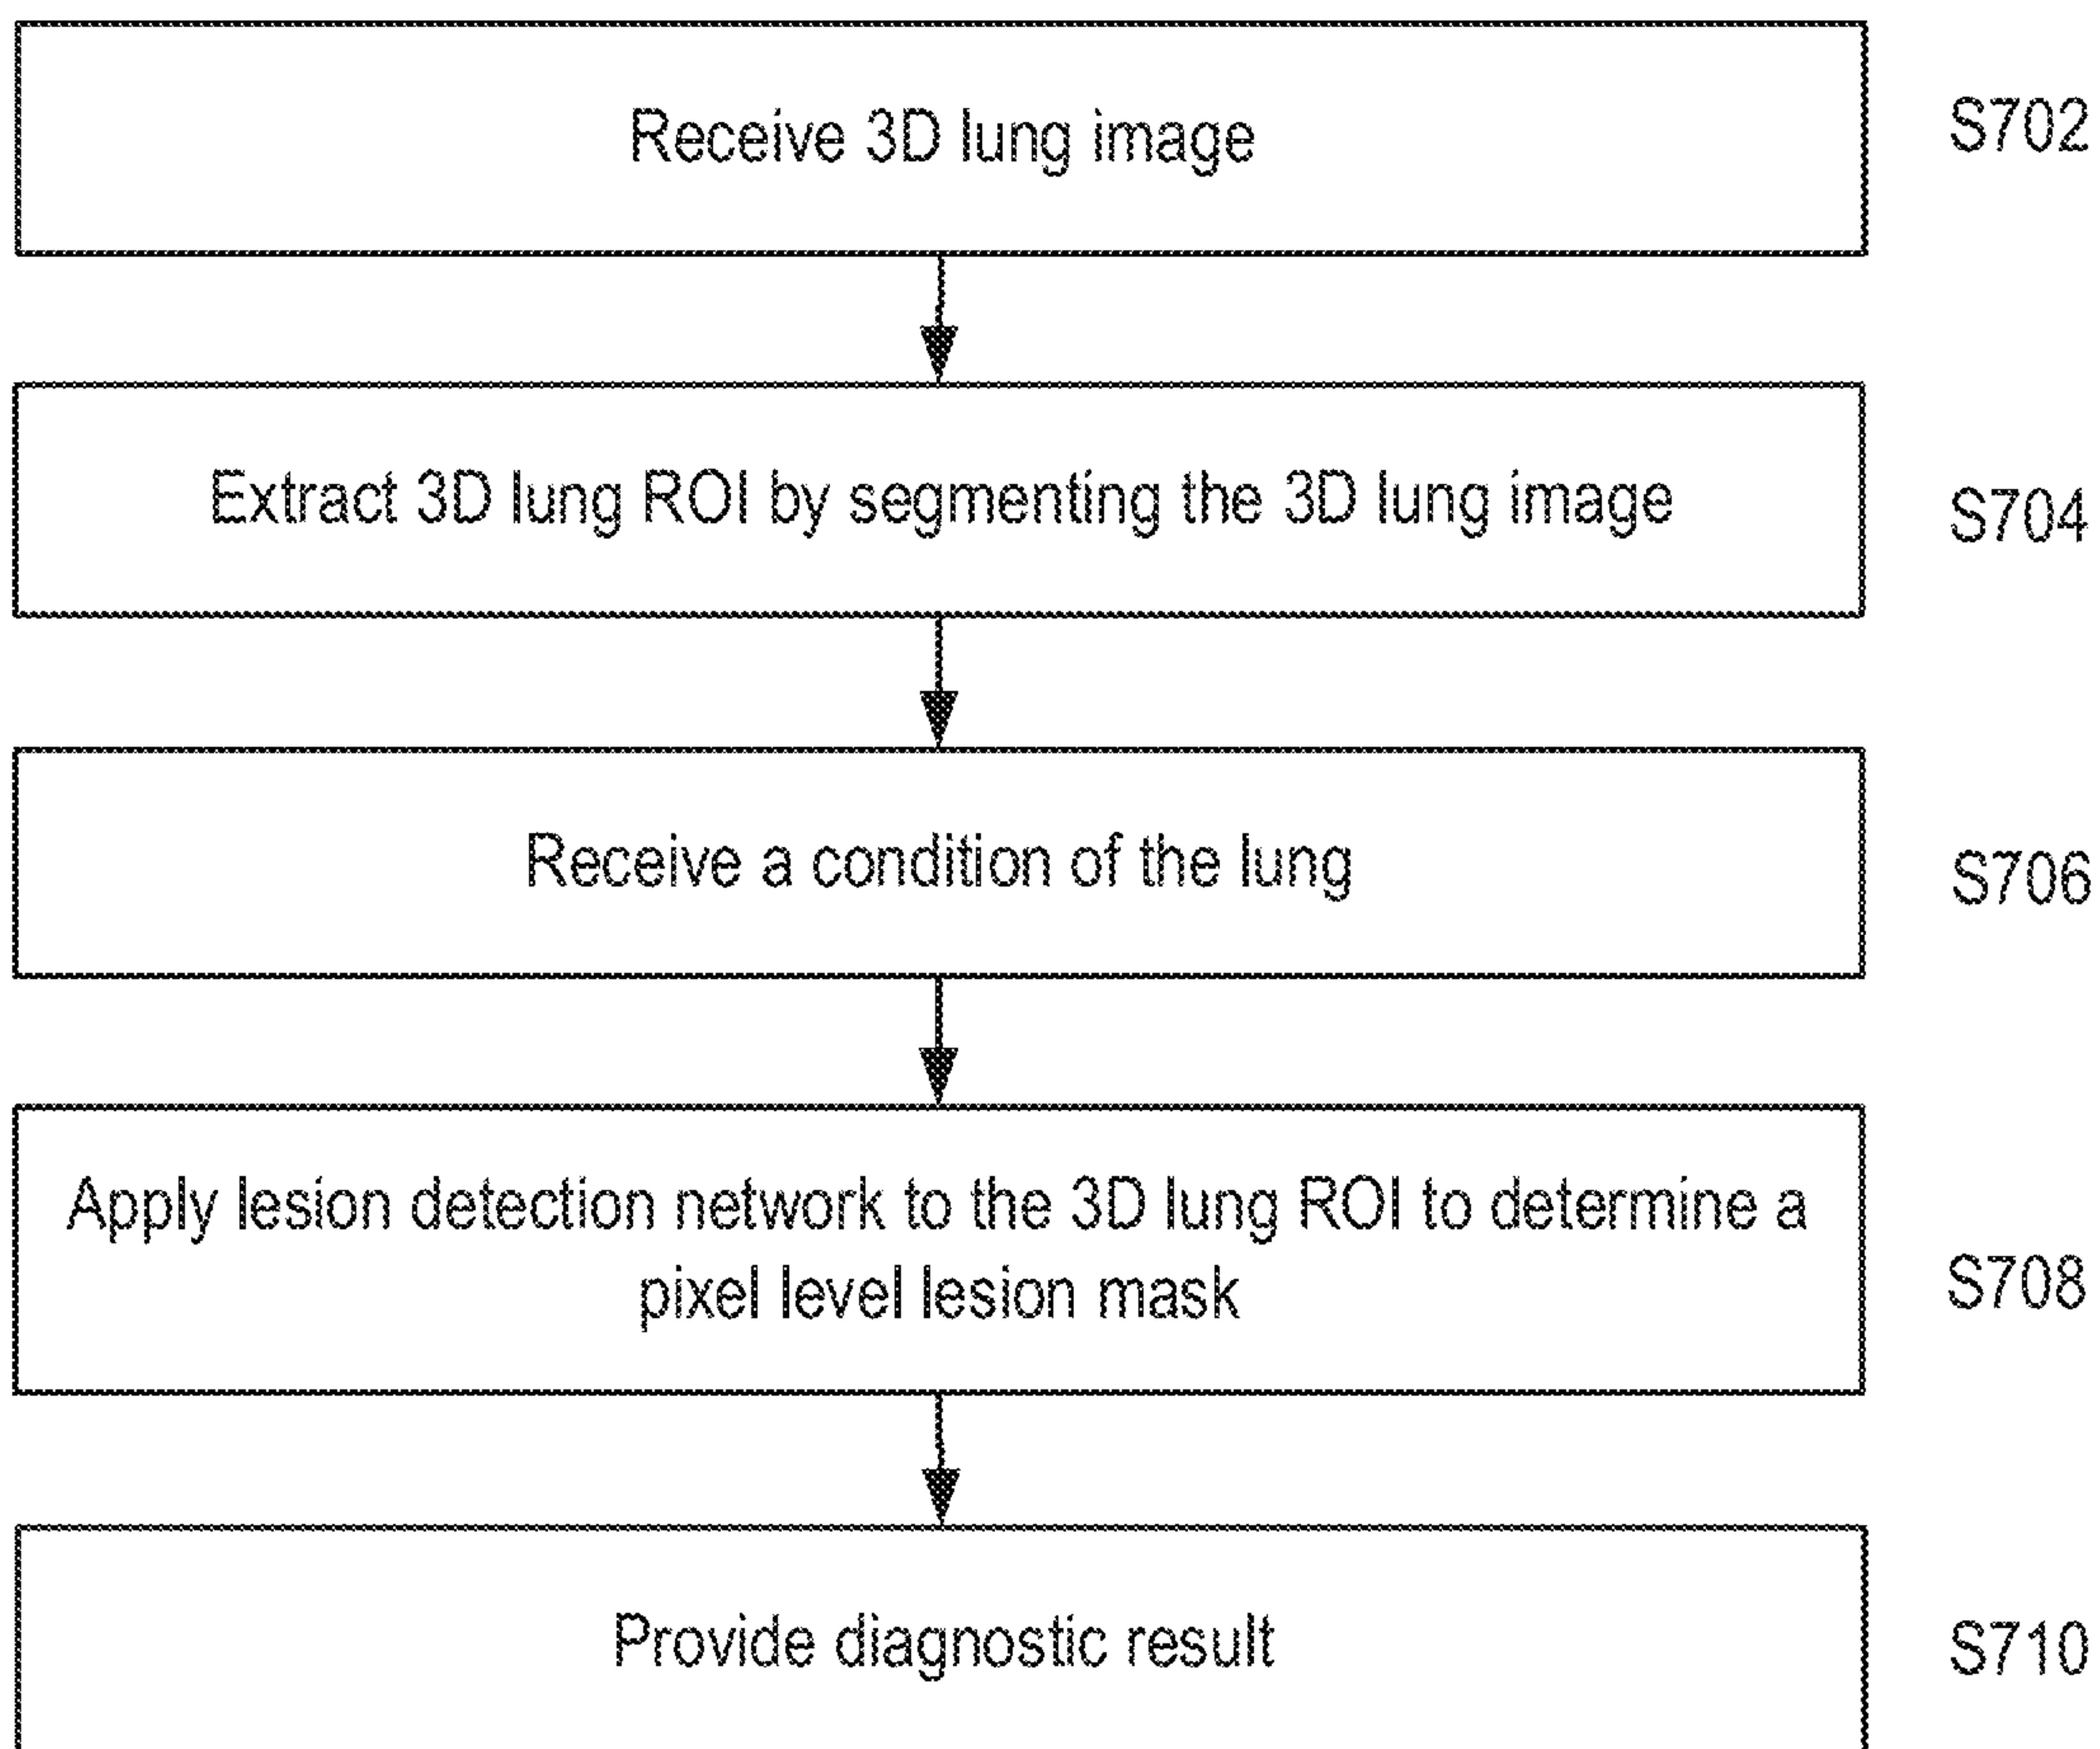 Receive 3D lung image
S702
Extract 3D lung ROI by segmenting the 3D lung image
S704
Receive a condition of the lung
S706
Apply lesion detection network to the 3D lung ROI to determine a
pixel level lesion mask
S708
Provide diagnostic result
S710